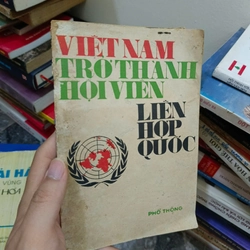 VIỆT NAM
TRỞ THÀNH
HỘI VIÊN
LIÊN
HỢP
QUỐC
PHỔ THÔNG